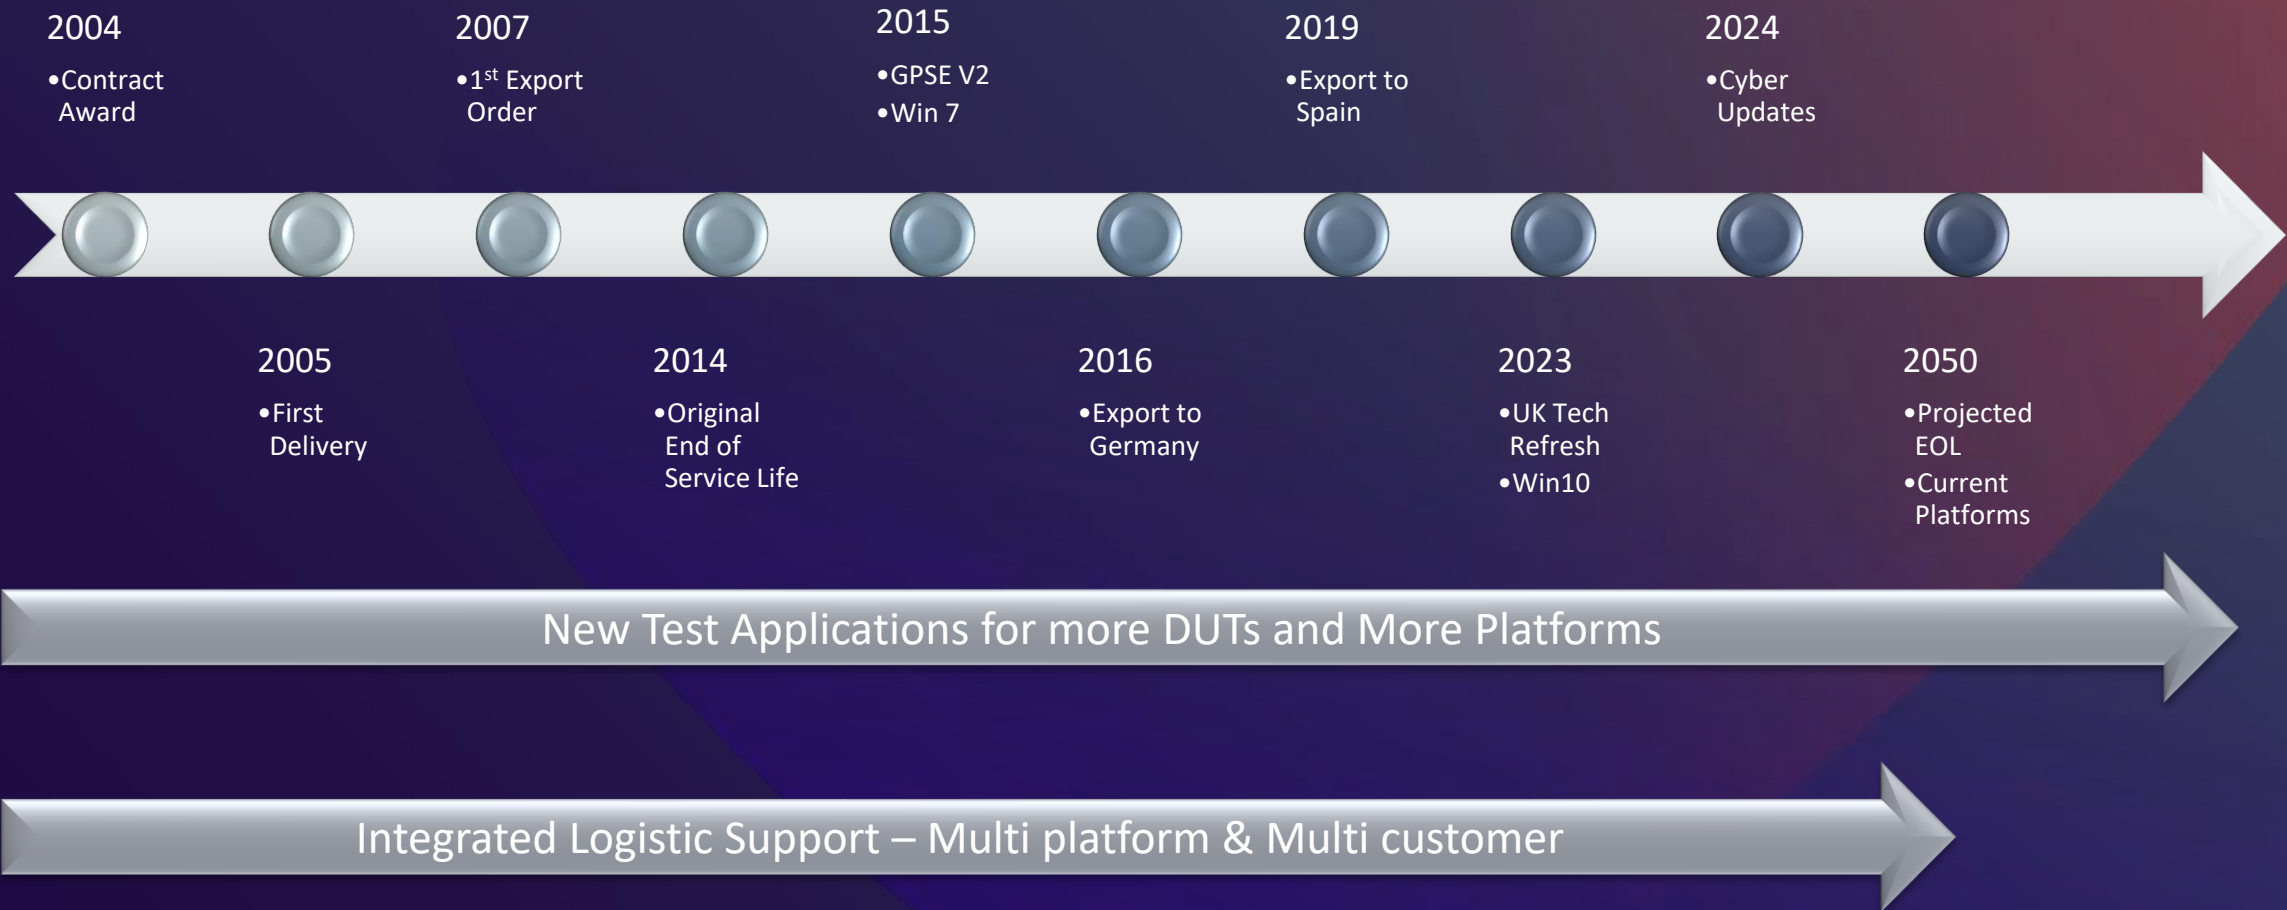 2004
•Contract
Award
2007
•1st Export
Order
2015
•GPSE V2
•Win 7
2019
•Export to
Spain
2024
•Cyber
Updates
2005
•First
Delivery
2014
•Original
End of
Service Life
2016
•Export to
Germany
2023
•UK Tech
Refresh
•Win10
2050
•Projected
EOL
•Current
Platforms
New Test Applications for more DUTs and More Platforms
Integrated Logistic Support – Multi platform & Multi customer